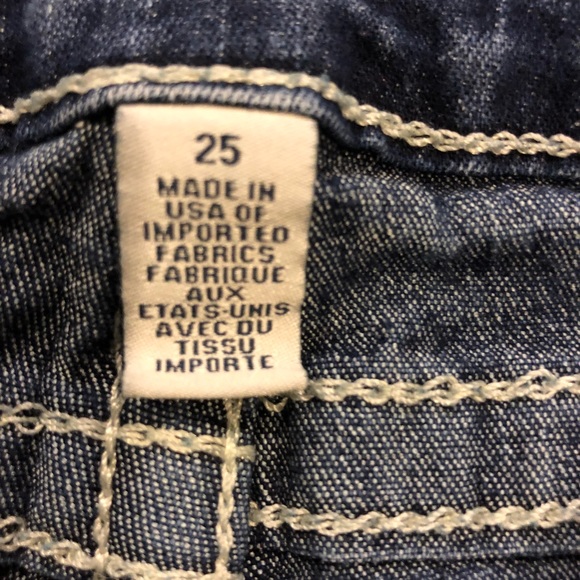 25
MADE IN
USA OF
IMPORTED
FABRICS
FABRIQUE
AUX
ETATS-UNIS
AVEC DU
TISSU
IMPORTE